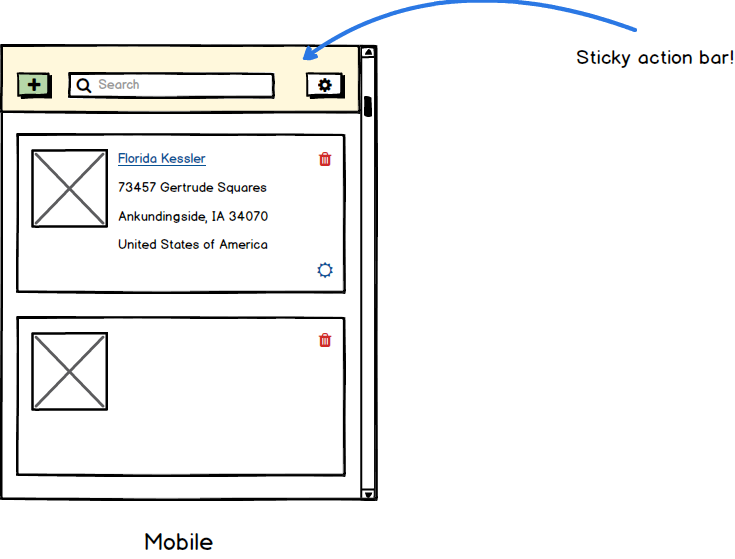 Sticky action bar!
Search
Florida Kessler
73457 Gertrude Squares
Ankundingside, IA 34070
United States of America
Mobile